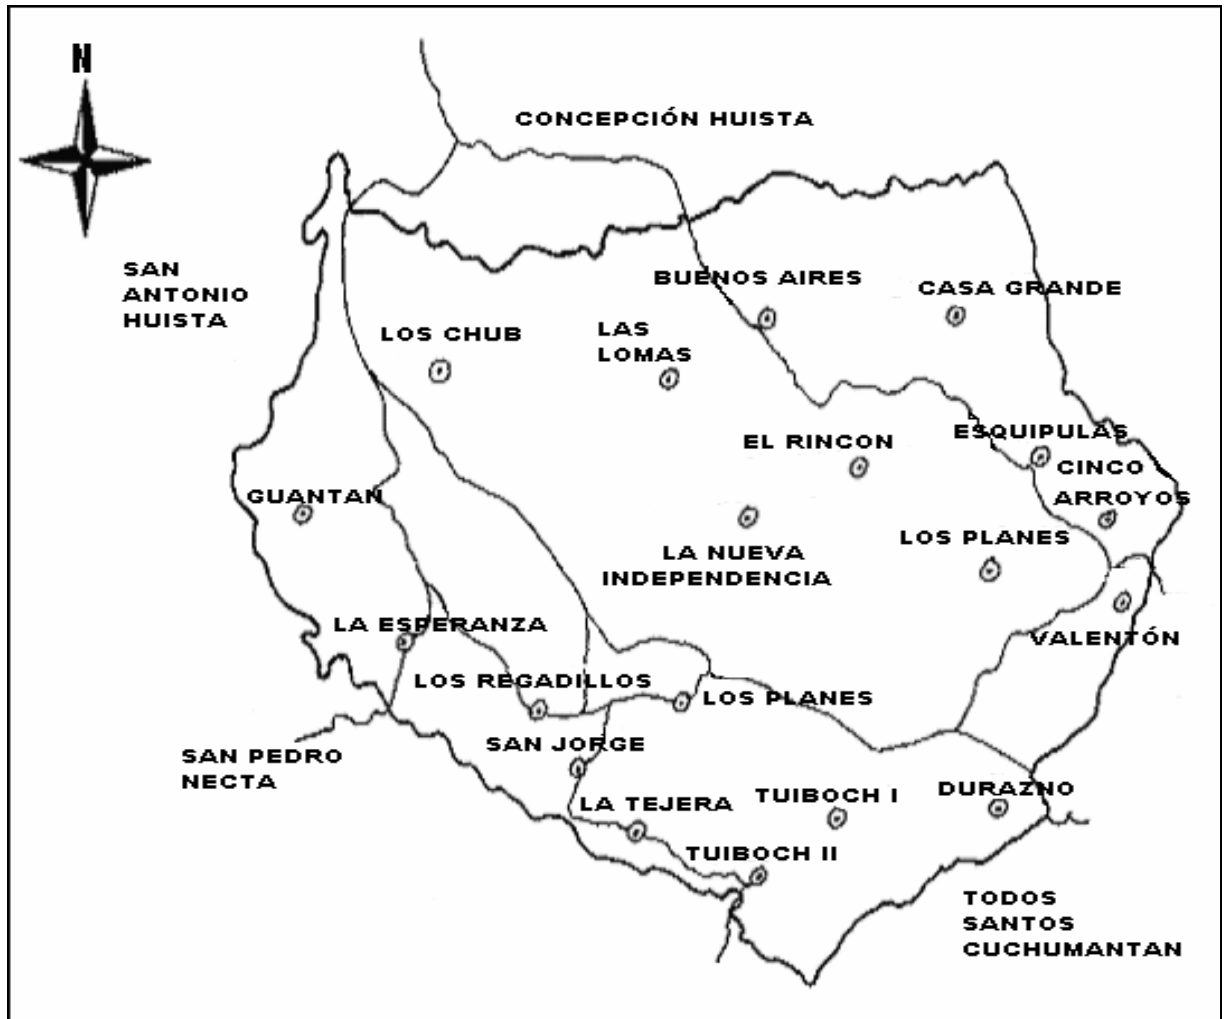 N
CONCEPCIÓN HUISTA
SAN
ANTONIO
HUISTA
BUENOS AIRES
CASA GRANDE
LOS CHUB
LAS
LOMAS
EL RINCON
ESQUIPULAS
CINCO
ARROYOS
GUANTAN
LOS PLANES
LA NUEVA
INDEPENDENCIA
LA ESPERANZA
VALENTÓN
LOS REGADILLOS
LOS PLANES
SAN JORGE
SAN PEDRO
NECTA
LA TEJERA
TUIBOCH I
DURAZNO
TUIBOCH II
TODOS
SANTOS
CUCHUMANTAN